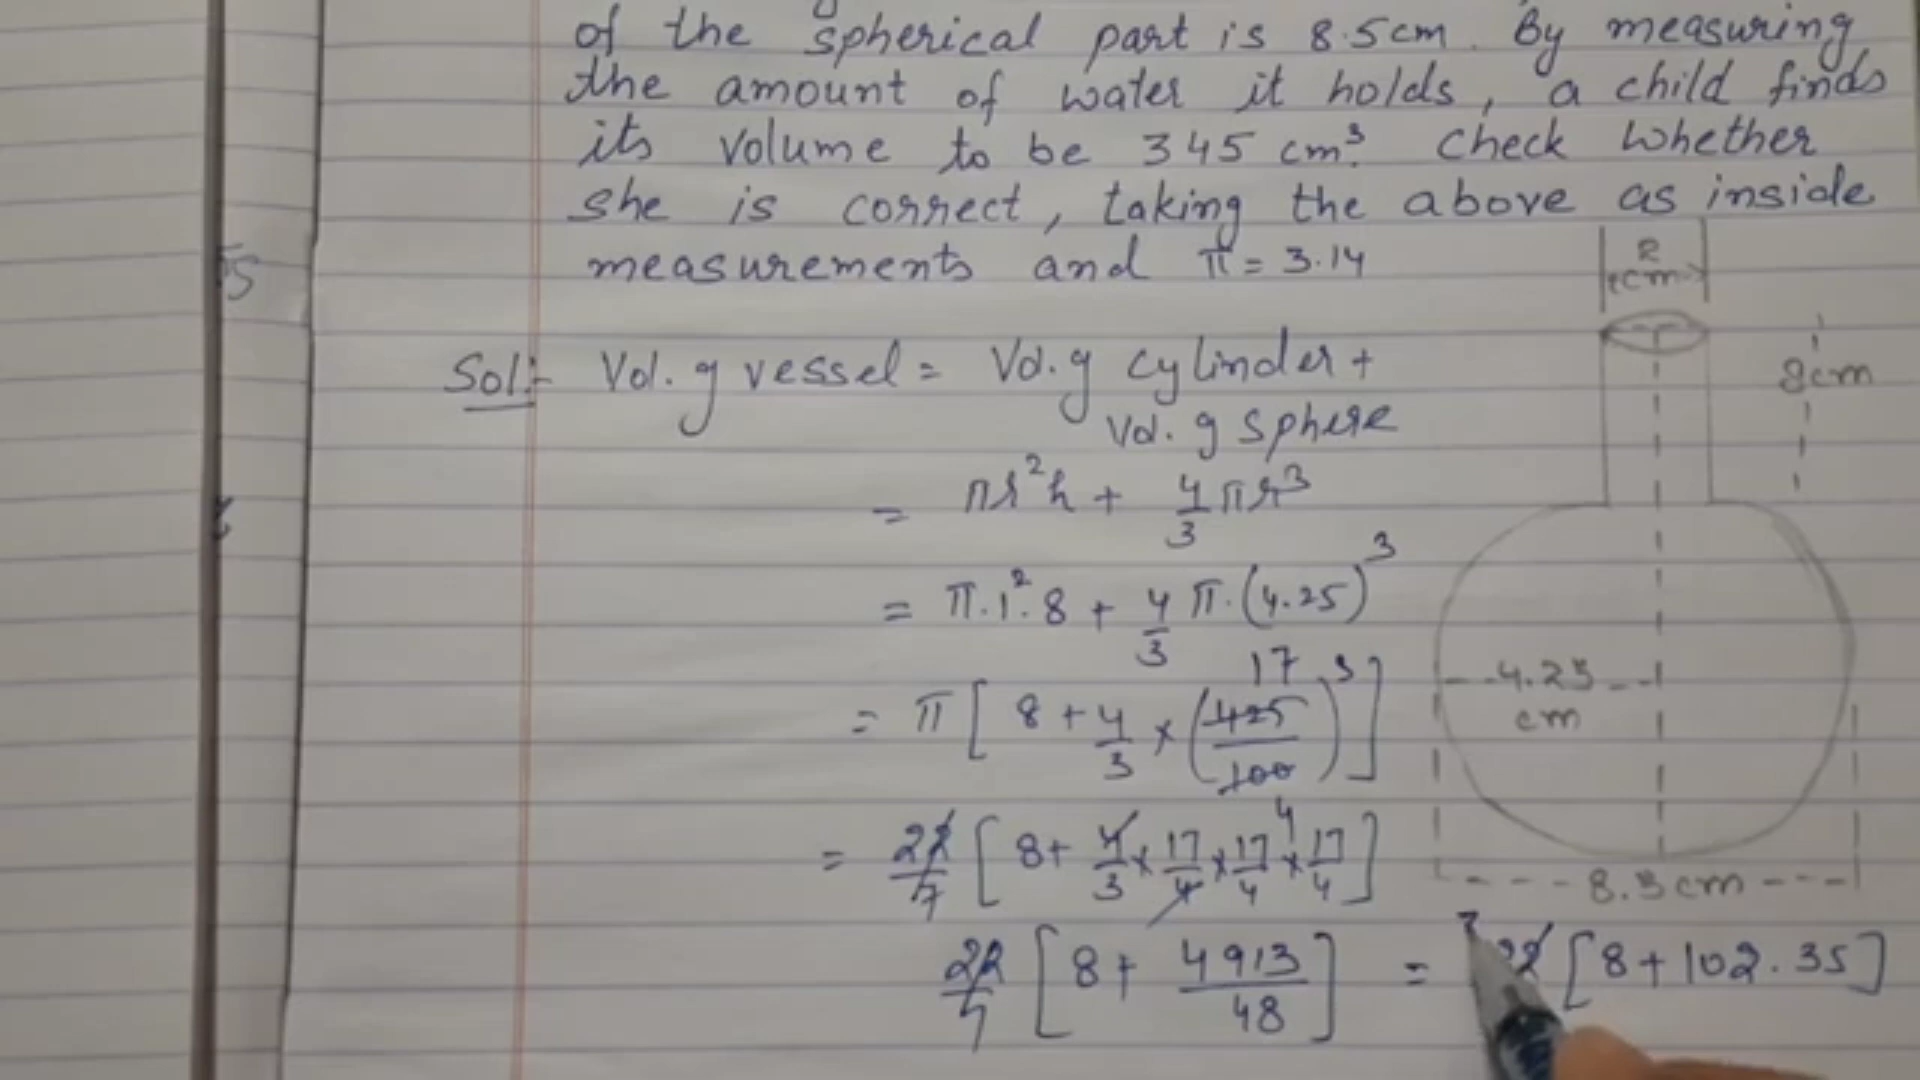 of the spherical part is 8.5cm. By measuring
the amount of water it holds, a child finds
its volume to be 345 cm³. Check whether
she is correct, taking the above as inside
measurements and π = 3.14
2
cm
8cm
Sol:- Vol. of vessel = Vol. of cylinder +
Vol. of sphere
= πr²h + 4/3 πr³
= π.1².8 + 4/3 π.(4.25)³
= π [ 8 + 4/3 × (425/100)³ ]
17
4
4.25
cm
= 22/7 [ 8 + 4/3 × 17/4 × 17/4 × 17/4 ]
8.5cm
22/7 [ 8 + 4913/48 ] = 22 [ 8 + 102.35 ]